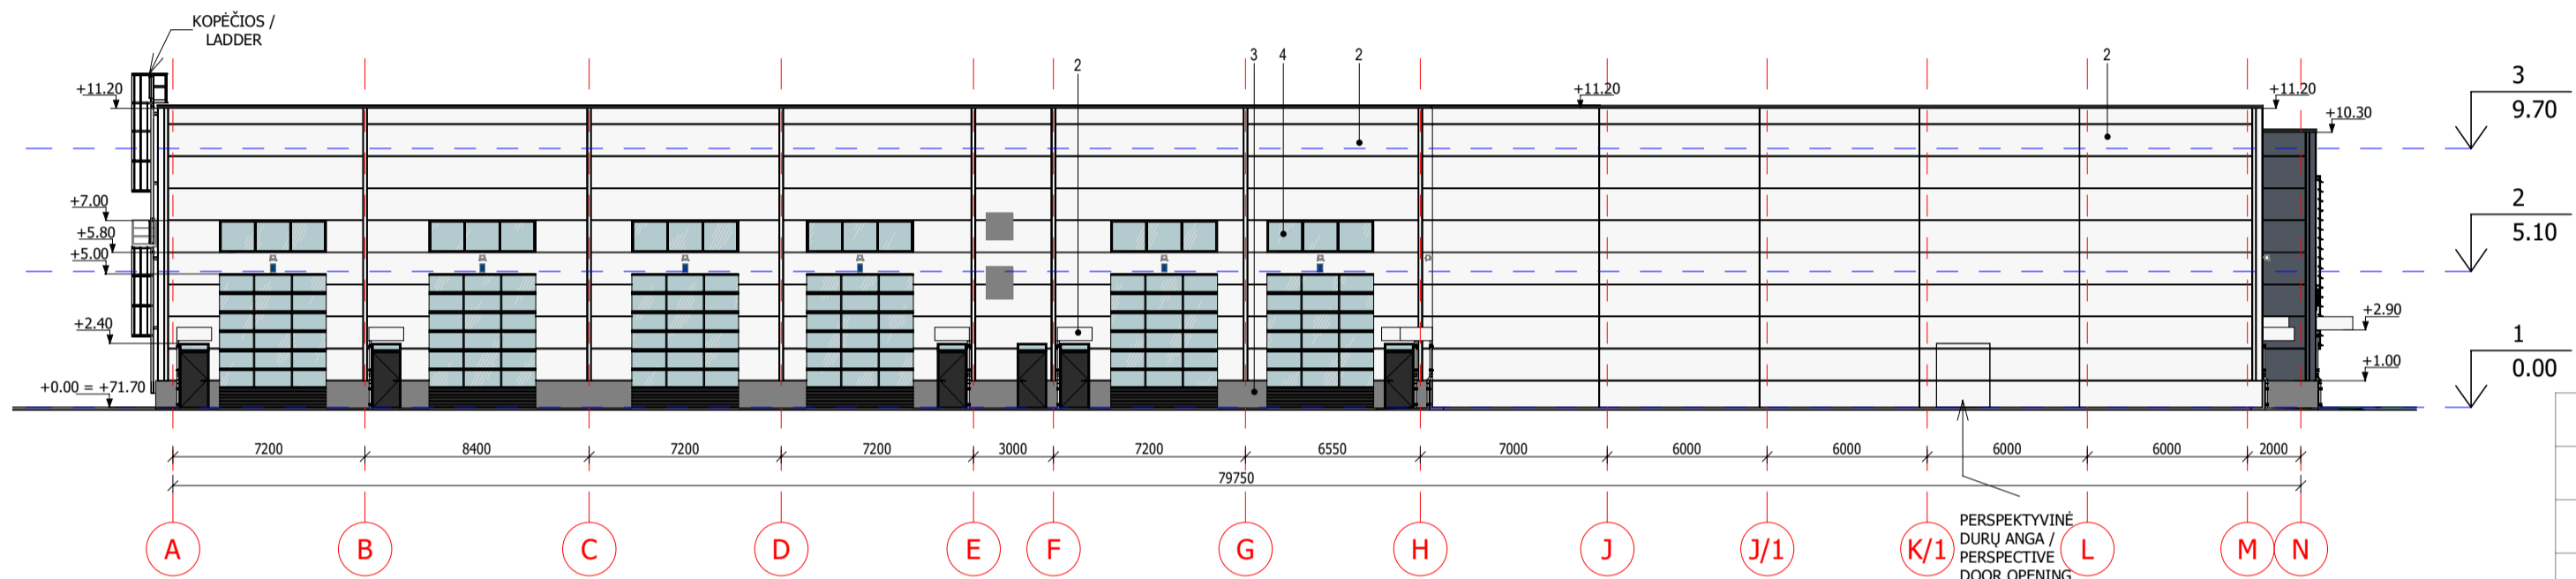 KOPĖČIOS /
LADDER
2
3
4
2
2
3
9.70
2
5.10
1
0.00
+11.20
+11.20
+11.20
+10.30
+7.00
+5.80
+5.00
+2.40
+0.00 = +71.70
+2.90
+1.00
7200
8400
7200
7200
3000
7200
6550
7000
6000
6000
6000
6000
2000
79750
A
B
C
D
E
F
G
H
J
J/1
K/1
L
M
N
PERSPEKTYVINĖ
DURŲ ANGA /
PERSPECTIVE
DOOR OPENING